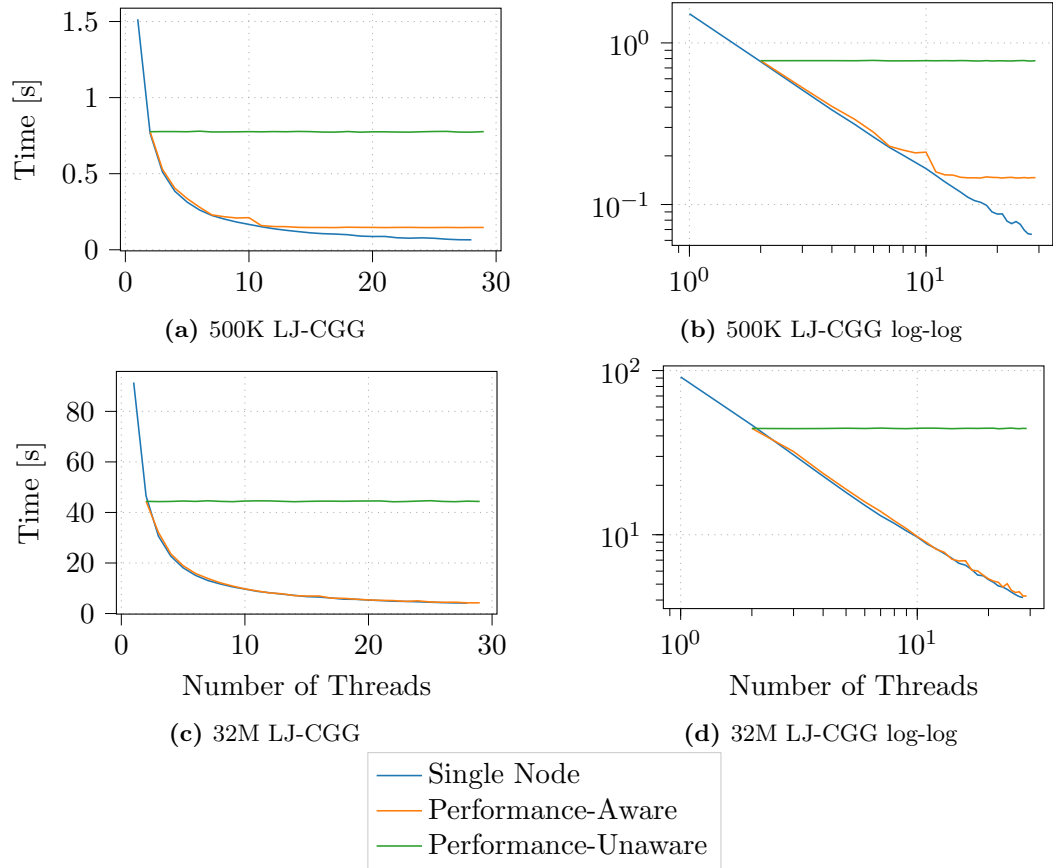 1.5
1
0.5
0
Time [s]
0
10
20
30
(a) 500K LJ-CGG
10^0
10^−1
10^0
10^1
(b) 500K LJ-CGG log-log
80
60
40
20
0
Time [s]
0
10
20
30
Number of Threads
(c) 32M LJ-CGG
10^2
10^1
10^0
10^1
Number of Threads
(d) 32M LJ-CGG log-log
Single Node
Performance-Aware
Performance-Unaware